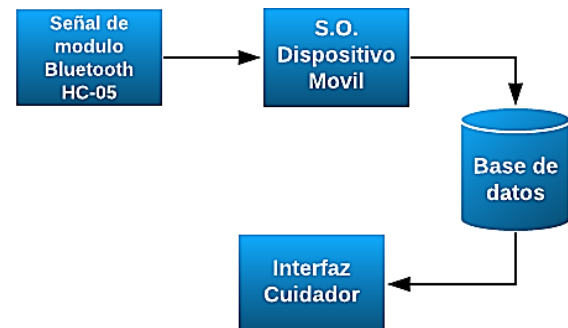 Señal de
modulo
Bluetooth
HC-05
S.O.
Dispositivo
Movil
Base de
datos
Interfaz
Cuidador